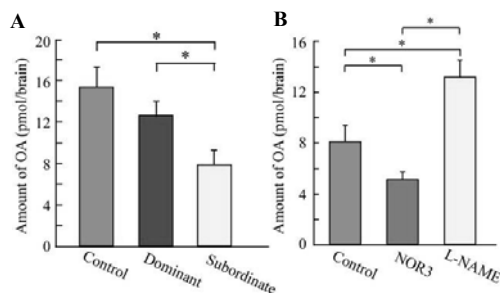 A
Amount of OA (pmol/brain)
20
16
12
8
4
0
*
*
Control
Dominant
Subordinate
B
Amount of OA (pmol/brain)
16
12
8
4
0
*
*
*
Control
NOR3
L-NAME